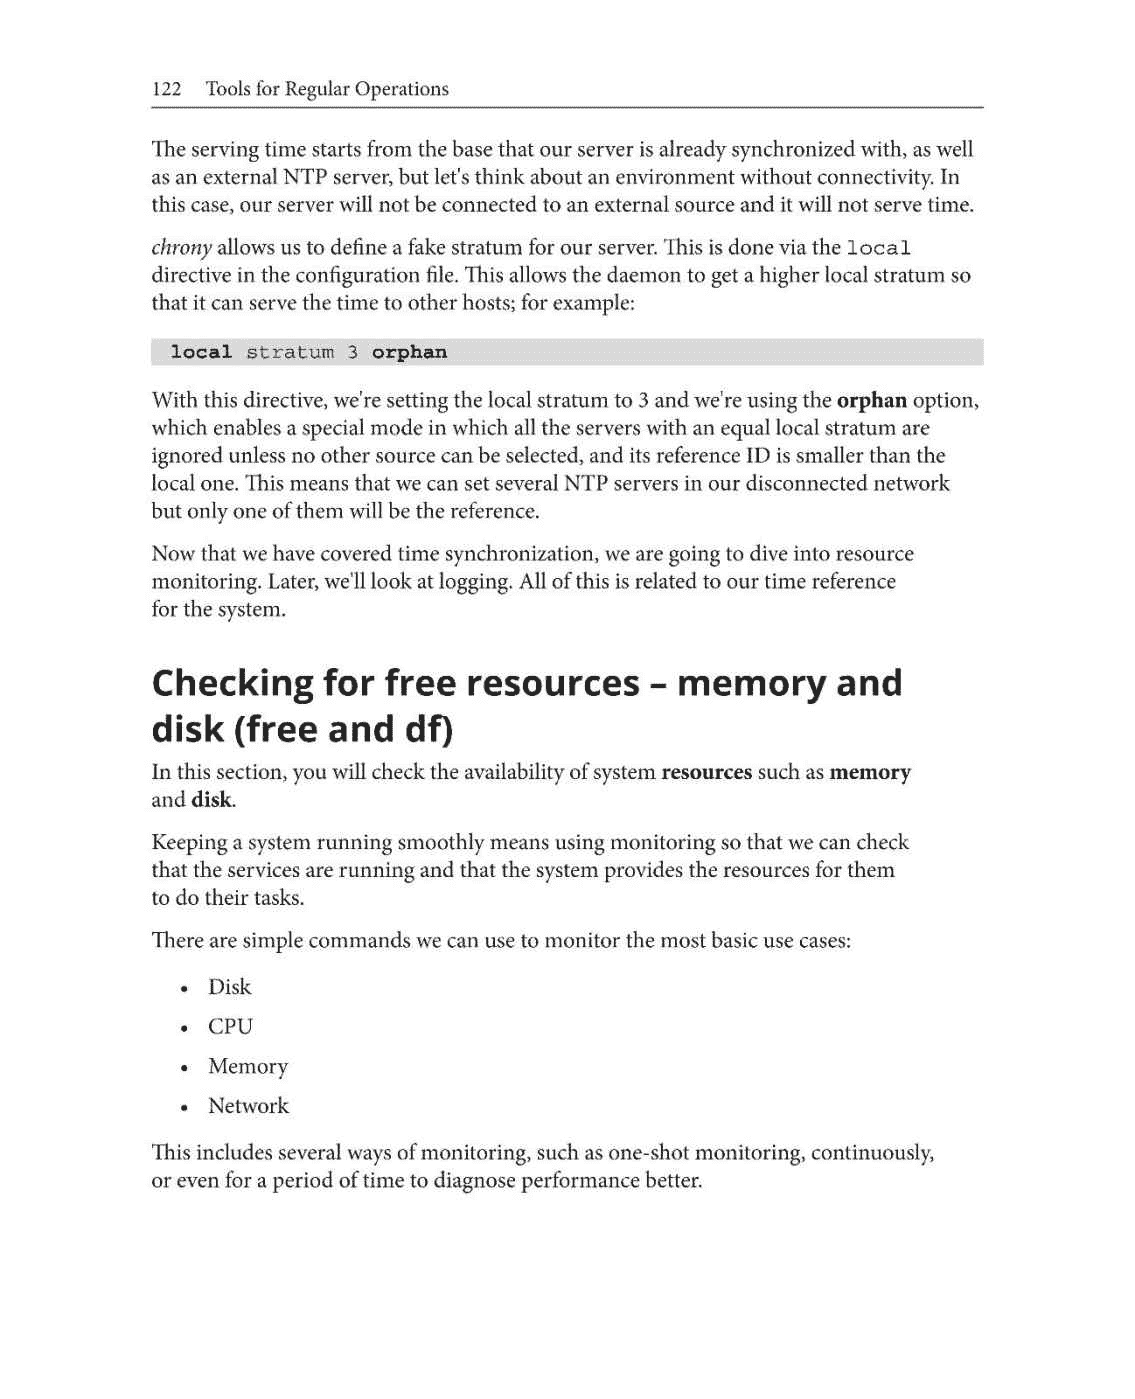 122 Tools for Regular Operations
The serving time starts from the base that our server is already synchronized with, as well
as an external NTP server, but let's think about an environment without connectivity. In
this case, our server will not be connected to an external source and it will not serve time.
chrony allows us to define a fake stratum for our server. This is done via the local
directive in the configuration file. This allows the daemon to get a higher local stratum so
that it can serve the time to other hosts; for example:
local stratum 3 orphan
With this directive, we're setting the local stratum to 3 and we're using the orphan option,
which enables a special mode in which all the servers with an equal local stratum are
ignored unless no other source can be selected, and its reference ID is smaller than the
local one. This means that we can set several NTP servers in our disconnected network
but only one of them will be the reference.
Now that we have covered time synchronization, we are going to dive into resource
monitoring. Later, we'll look at logging. All of this is related to our time reference
for the system.
Checking for free resources – memory and
disk (free and df)
In this section, you will check the availability of system resources such as memory
and disk.
Keeping a system running smoothly means using monitoring so that we can check
that the services are running and that the system provides the resources for them
to do their tasks.
There are simple commands we can use to monitor the most basic use cases:
• Disk
• CPU
• Memory
• Network
This includes several ways of monitoring, such as one-shot monitoring, continuously,
or even for a period of time to diagnose performance better.